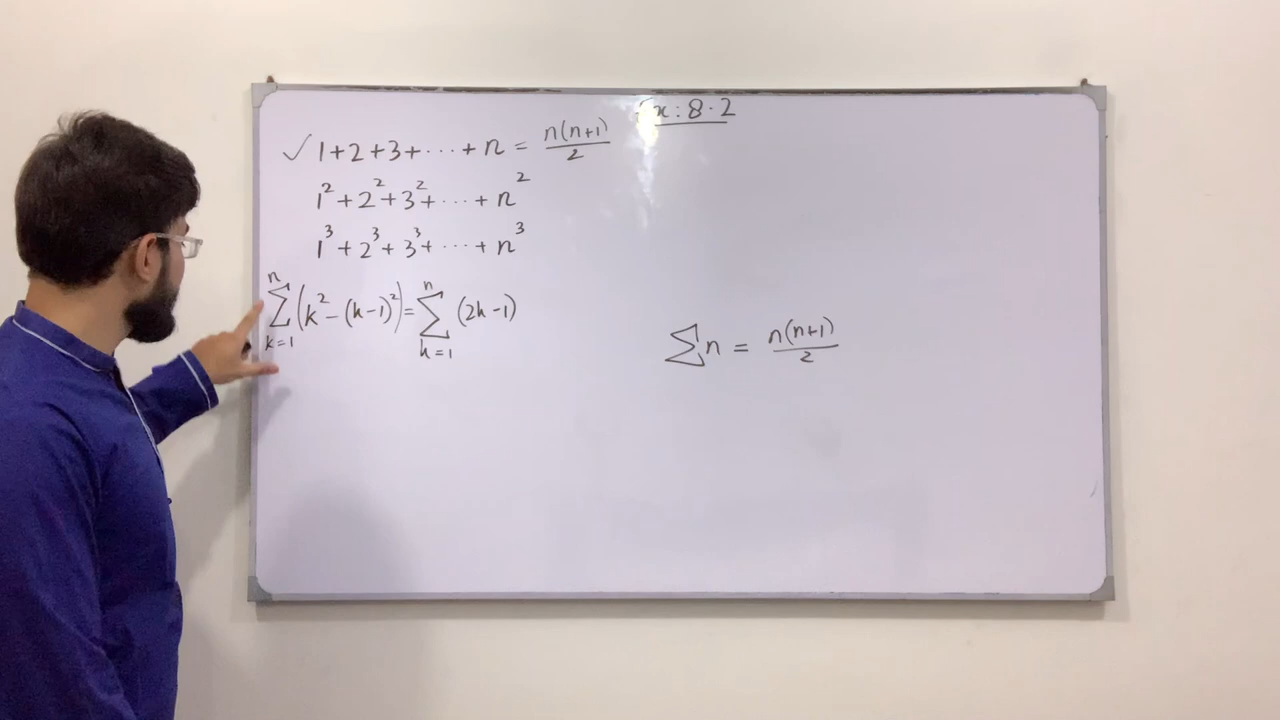 x : 8.2
✓ 1+2+3+⋯+n = n(n+1)/2
1²+2²+3²+⋯+n²
1³+2³+3³+⋯+n³
∑_{k=1}^{n} (k²-(k-1)²) = ∑_{k=1}^{n} (2k-1)
∑n = n(n+1)/2